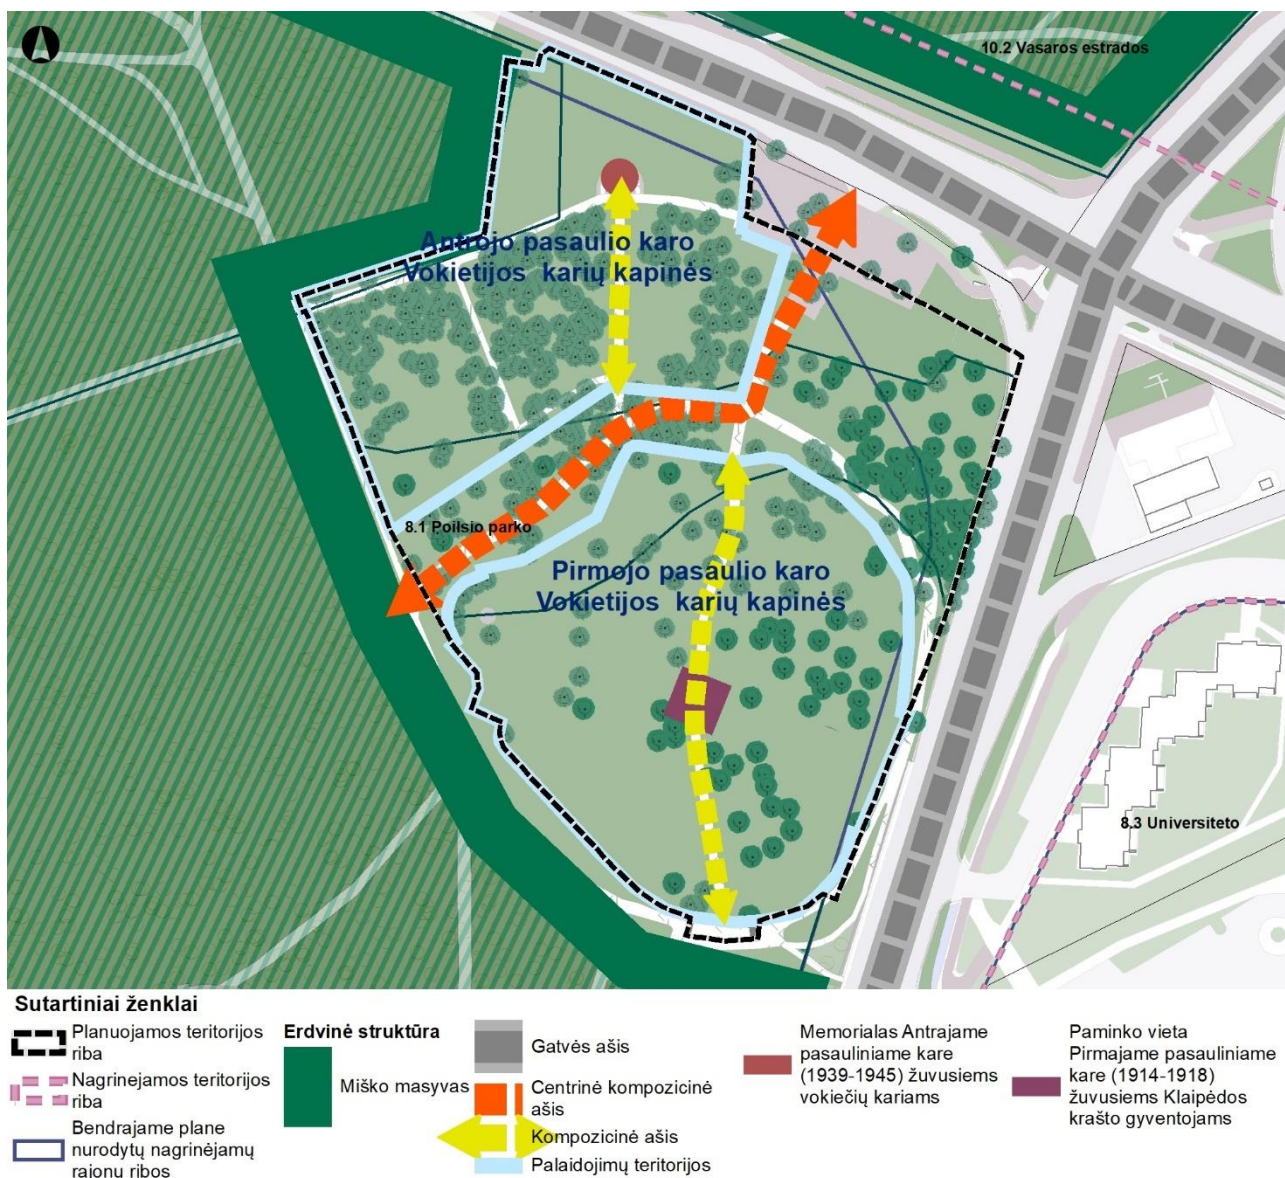 10.2 Vasaros estrados
Antrojo pasaulio karo
Vokietijos karių kapinės
8.1 Poilsio parko
Pirmojo pasaulio karo
Vokietijos karių kapinės
8.3 Universiteto
Sutartiniai ženklai
Planuojamos teritorijos
riba
Nagrinejamos teritorijos
riba
Bendrajame plane
nurodytų nagrinėjamų
rajonu ribos
Erdvinė struktūra
Miško masyvas
Gatvės ašis
Centrinė kompozicinė
ašis
Kompozicinė ašis
Palaidojimų teritorijos
Memorialas Antrajame
pasauliniame kare
(1939-1945) žuvusiems
vokiečių kariams
Paminko vieta
Pirmajame pasauliniame
kare (1914-1918)
žuvusiems Klaipėdos
krašto gyventojams